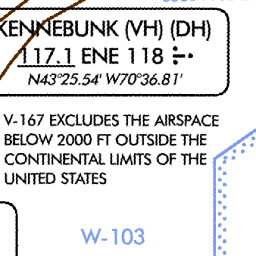 KENNEBUNK (VH) (DH)
117.1 ENE 118
N43°25.54' W70°36.81'
V-167 EXCLUDES THE AIRSPACE
BELOW 2000 FT OUTSIDE THE
CONTINENTAL LIMITS OF THE
UNITED STATES
W-103